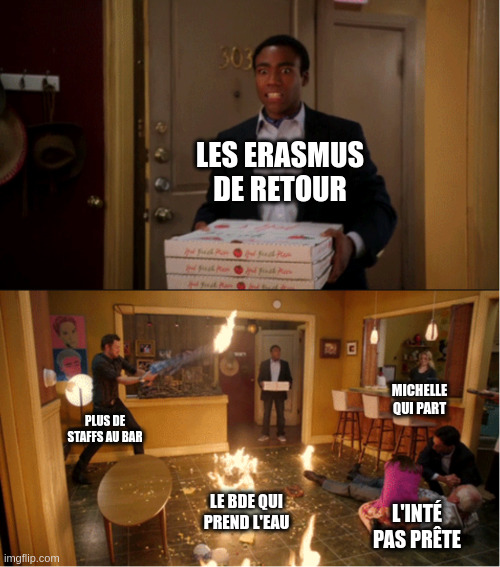 303
LES ERASMUS
DE RETOUR
PLUS DE
STAFFS AU BAR
MICHELLE
QUI PART
LE BDE QUI
PREND L'EAU
L'INTÉ
PAS PRÊTE
imgflip.com